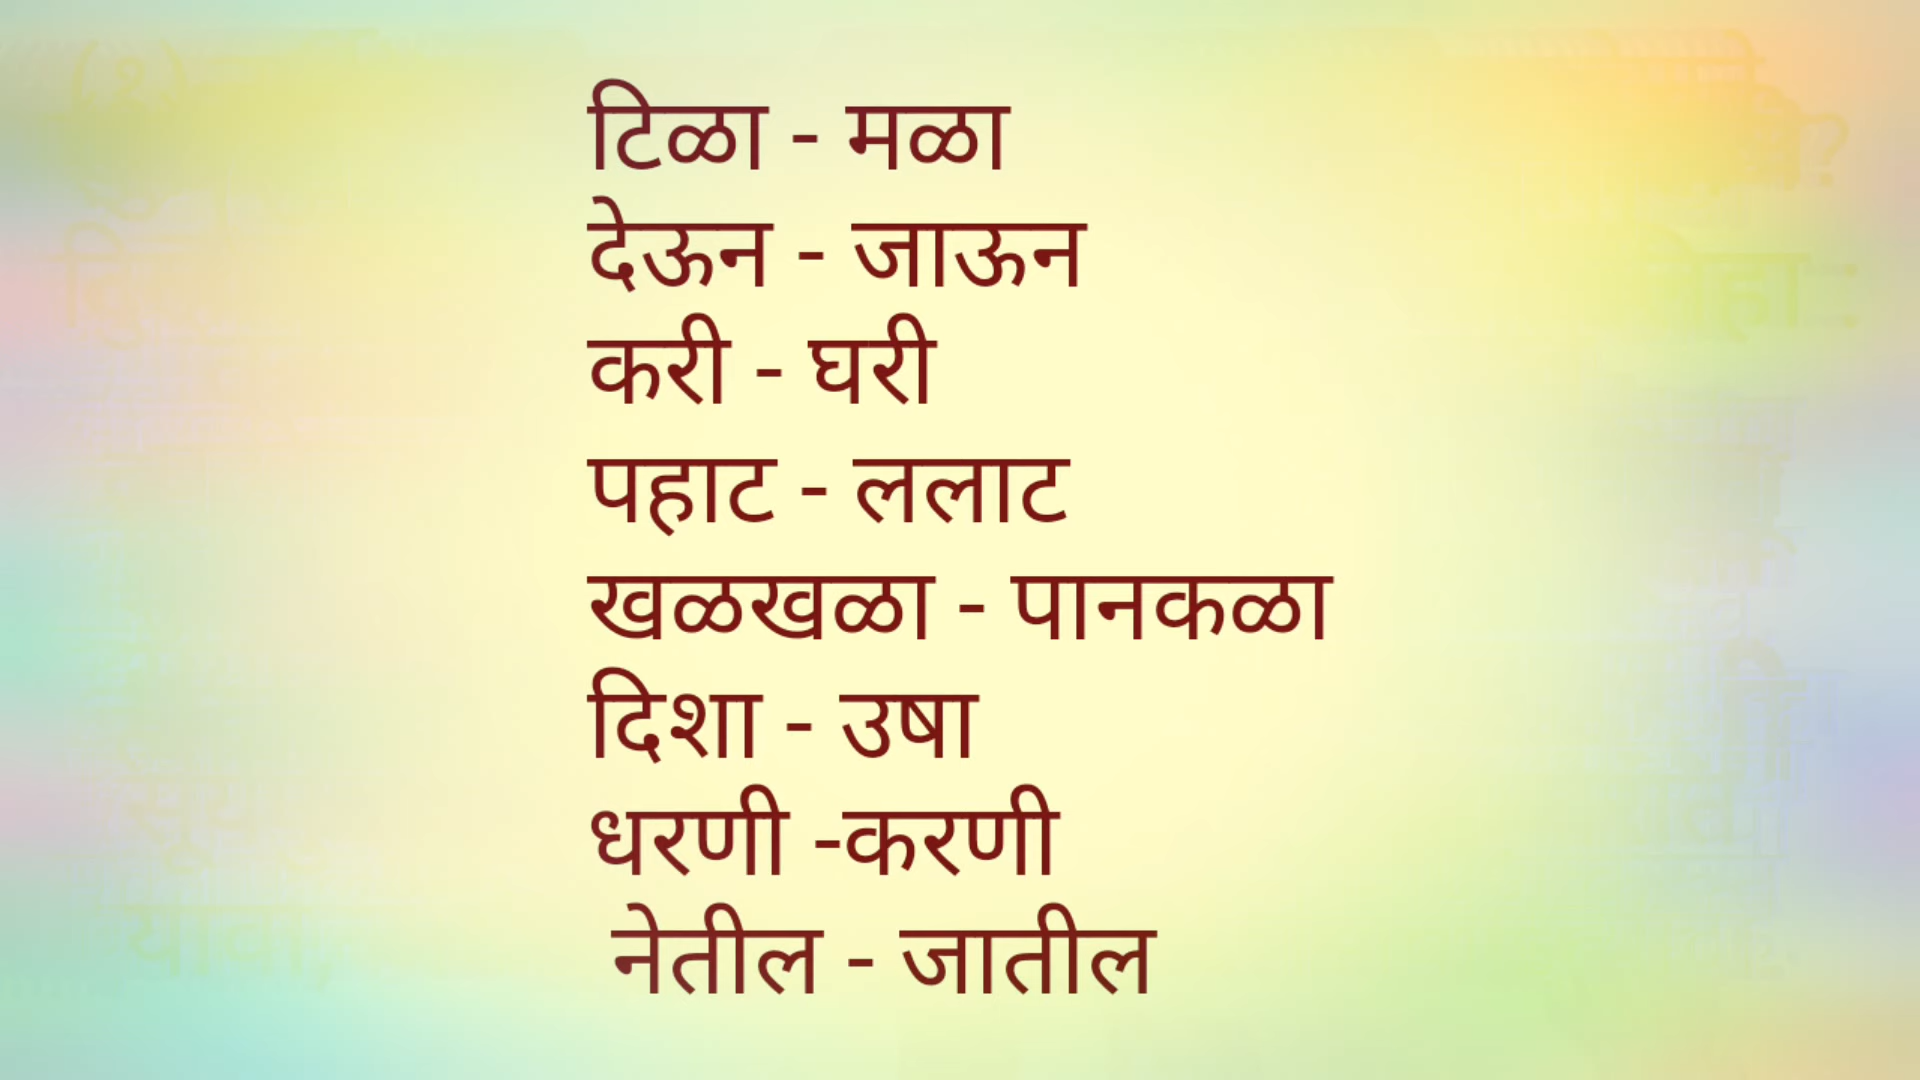 टिळा - मळा
देऊन - जाऊन
करी - घरी
पहाट - ललाट
खळखळा - पानकळा
दिशा - उषा
धरणी -करणी
नेतील - जातील